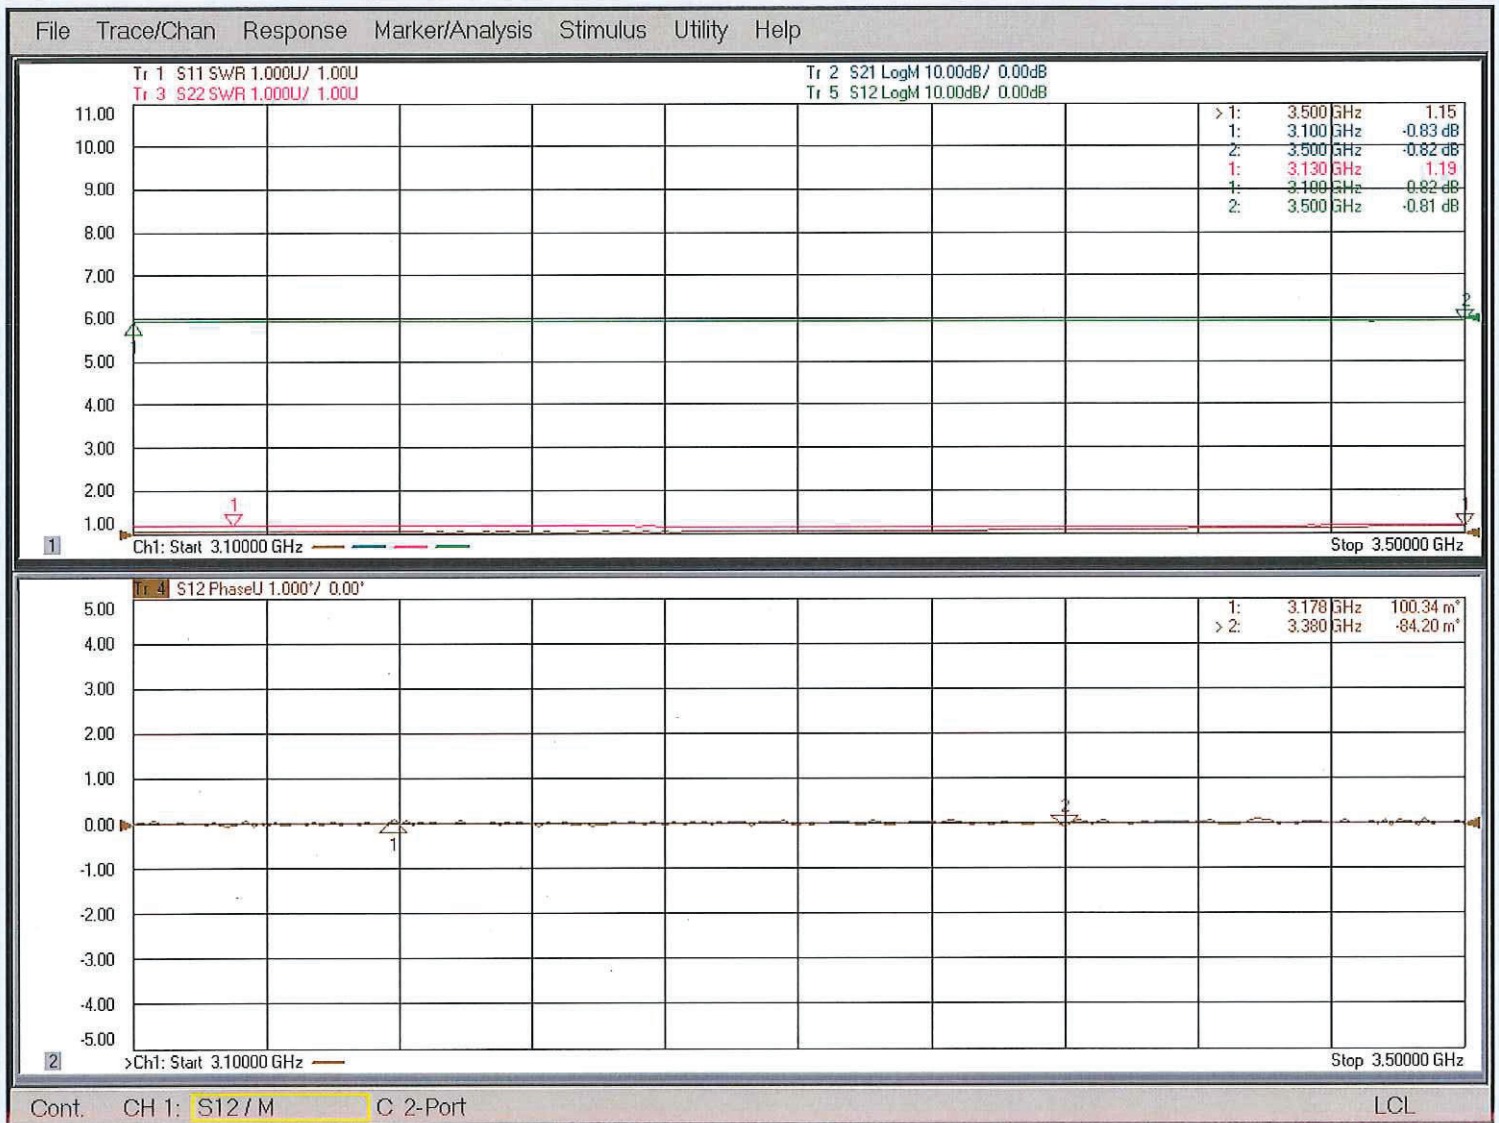 File Trace/Chan Response Marker/Analysis Stimulus Utility Help
Tr 1 S11 SWR 1.000U/ 1.00U
Tr 2 S21 LogM 10.00dB/ 0.00dB
Tr 3 S22 SWR 1.000U/ 1.00U
Tr 5 S12 LogM 10.00dB/ 0.00dB
11.00
10.00
9.00
8.00
7.00
6.00
5.00
4.00
3.00
2.00
1.00
> 1: 3.500 GHz 1.15
1: 3.100 GHz -0.83 dB
2: 3.500 GHz -0.82 dB
1: 3.130 GHz 1.19
1: 3.100 GHz -0.82 dB
2: 3.500 GHz -0.81 dB
1
2
1
1
1 Ch1: Start 3.10000 GHz Stop 3.50000 GHz
Tr 4 S12 PhaseU 1.000°/ 0.00°
5.00
4.00
3.00
2.00
1.00
0.00
-1.00
-2.00
-3.00
-4.00
-5.00
1: 3.178 GHz 100.34 m°
> 2: 3.380 GHz -84.20 m°
1
2
2 >Ch1: Start 3.10000 GHz Stop 3.50000 GHz
Cont. CH 1: S12 / M C 2-Port LCL